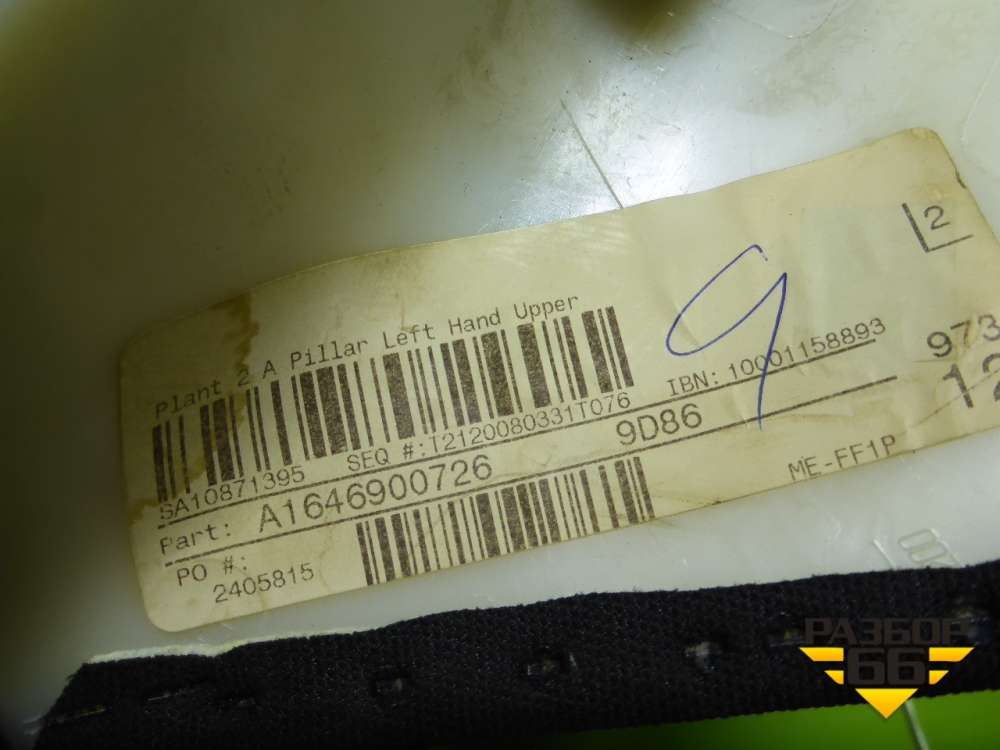 2
Plant 2 A Pillar Left Hand Upper
SA10871395 SEQ #:T2120080331T076 IBN: 10001158893 973
Part: A1646900726 9D86 12
PO #: ME-FF1P
2405815
9
РАЗБОР
66